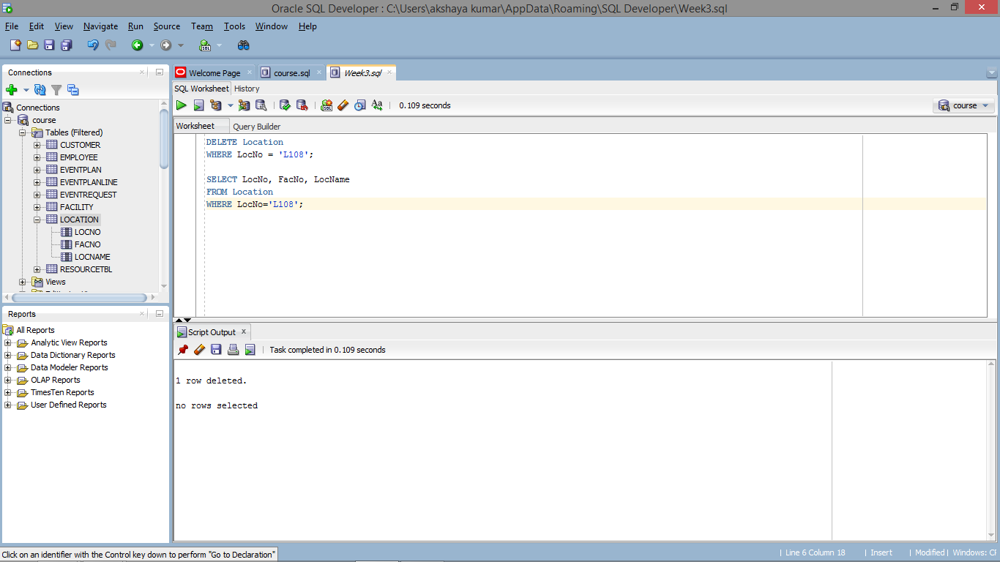 Oracle SQL Developer : C:\Users\akshaya kumar\AppData\Roaming\SQL Developer\Week3.sql
File Edit View Navigate Run Source Team Tools Window Help
SQL
Connections
Connections
course
Tables (Filtered)
CUSTOMER
EMPLOYEE
EVENTPLAN
EVENTPLANLINE
EVENTREQUEST
FACILITY
LOCATION
LOCNO
FACNO
LOCNAME
RESOURCETBL
Views
Reports
All Reports
Analytic View Reports
Data Dictionary Reports
Data Modeler Reports
OLAP Reports
TimesTen Reports
User Defined Reports
Welcome Page course.sql Week3.sql
SQL Worksheet History
Aa 0.109 seconds course
Worksheet Query Builder
DELETE Location
WHERE LocNo = 'L108';
SELECT LocNo, FacNo, LocName
FROM Location
WHERE LocNo='L108';
Script Output x
Task completed in 0.109 seconds
1 row deleted.
no rows selected
Click on an identifier with the Control key down to perform "Go to Declaration"
| Line 6 Column 18 | Insert | Modified | Windows: